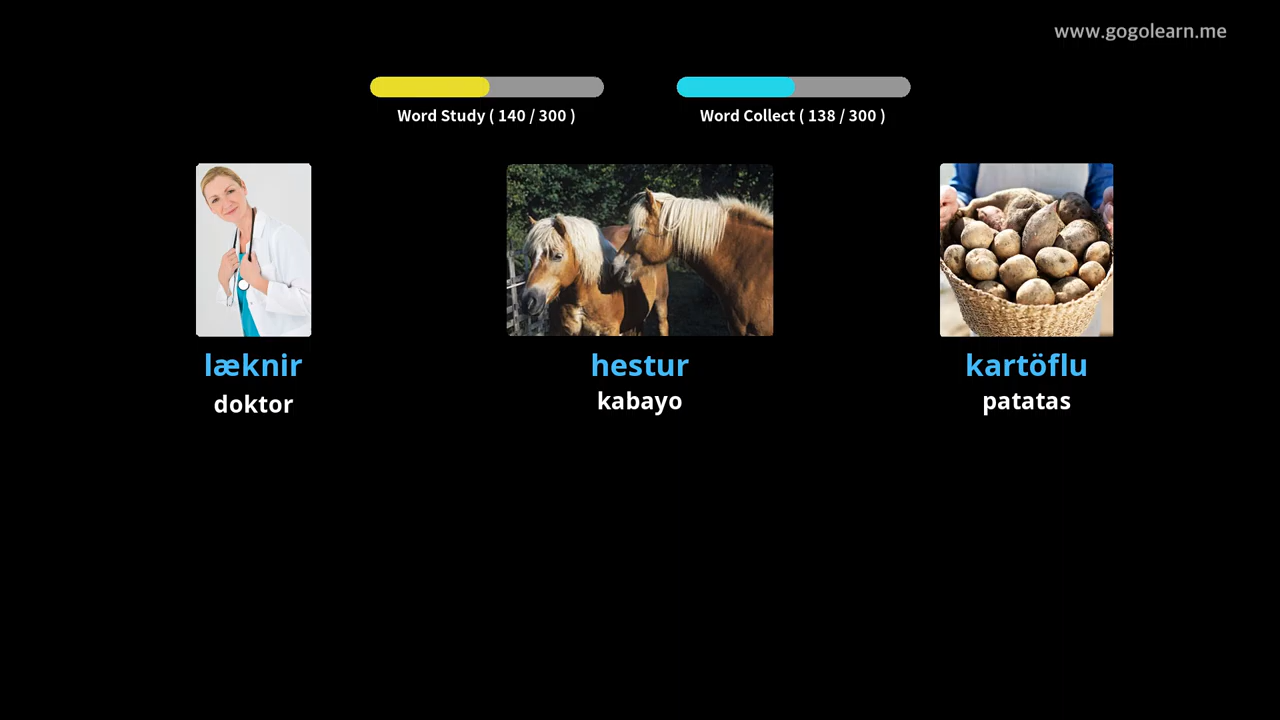 www.gogolearn.me
Word Study ( 140 / 300 )
Word Collect ( 138 / 300 )
læknir
doktor
hestur
kabayo
kartöflu
patatas